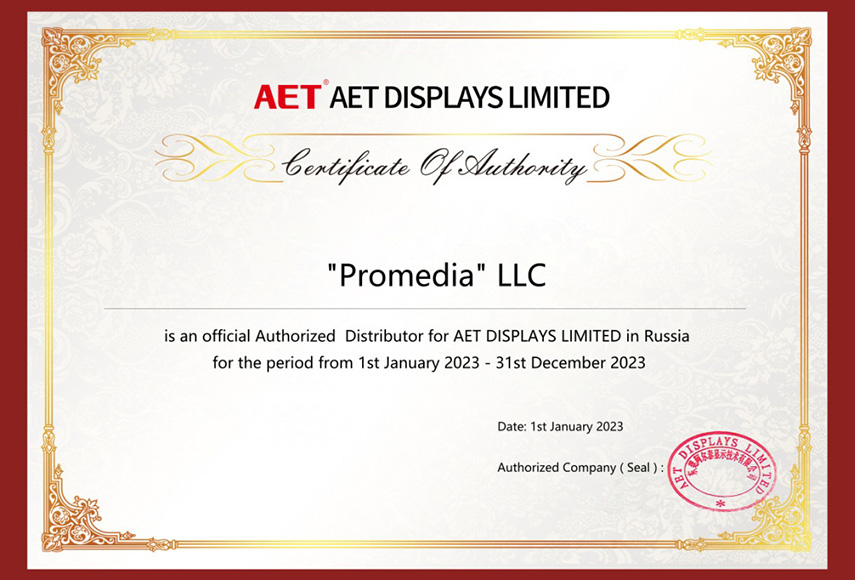 AET® AET DISPLAYS LIMITED
Certificate Of Authority
"Promedia" LLC
is an official Authorized Distributor for AET DISPLAYS LIMITED in Russia
for the period from 1st January 2023 - 31st December 2023
Date: 1st January 2023
Authorized Company ( Seal ) :
AET DISPLAYS LIMITED